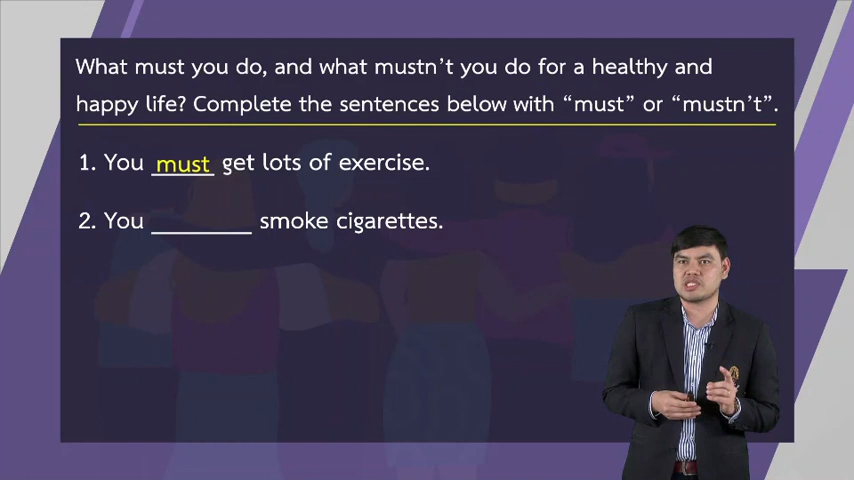 What must you do, and what mustn't you do for a healthy and
happy life? Complete the sentences below with “must” or “mustn't”.
1. You must get lots of exercise.
2. You ________ smoke cigarettes.